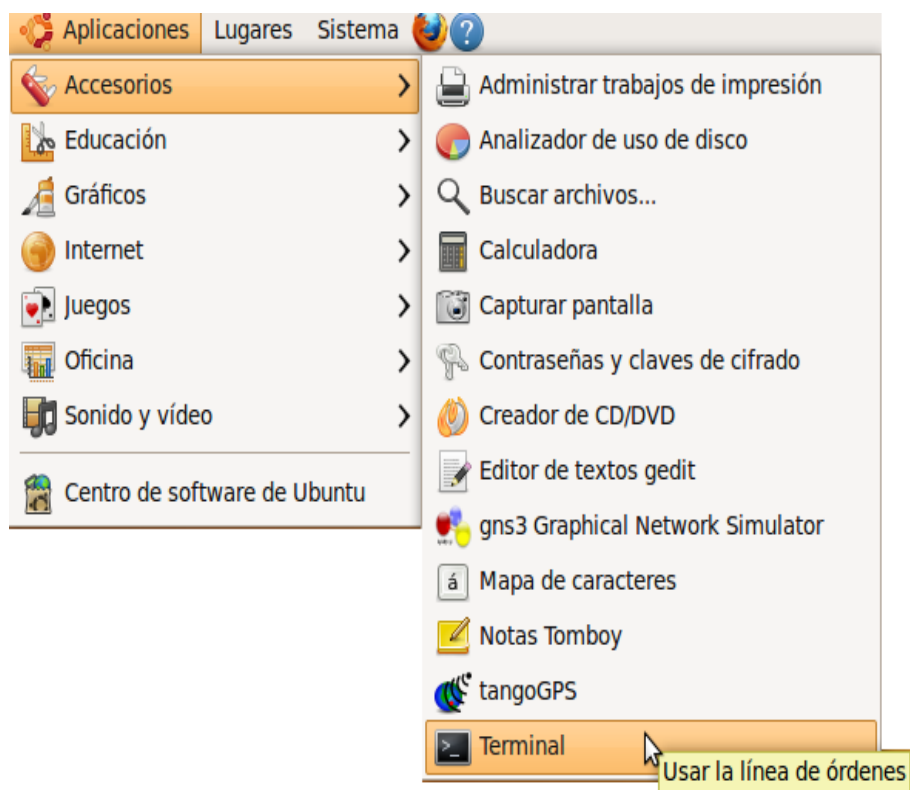 Aplicaciones Lugares Sistema
Accesorios
Educación
Gráficos
Internet
Juegos
Oficina
Sonido y vídeo
Centro de software de Ubuntu
Administrar trabajos de impresión
Analizador de uso de disco
Buscar archivos...
Calculadora
Capturar pantalla
Contraseñas y claves de cifrado
Creador de CD/DVD
Editor de textos gedit
gns3 Graphical Network Simulator
Mapa de caracteres
Notas Tomboy
tangoGPS
Terminal
Usar la línea de órdenes